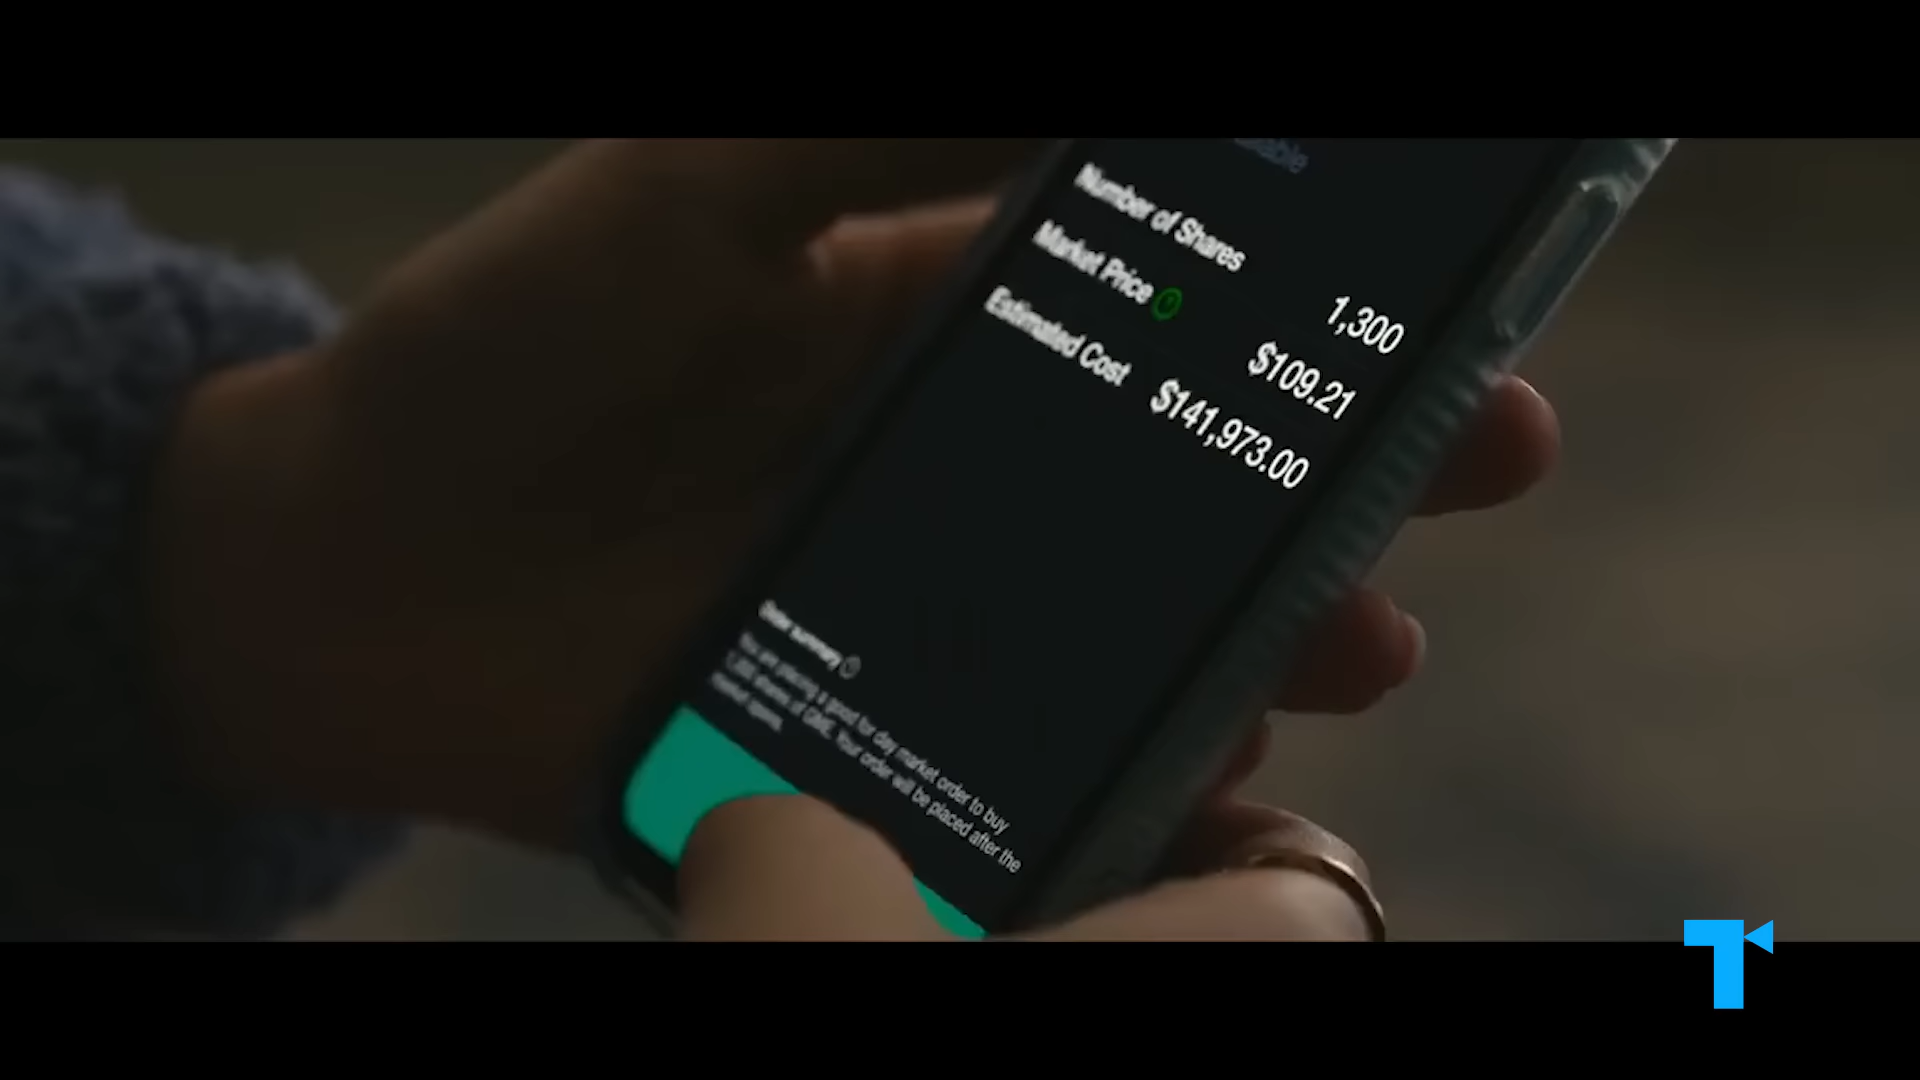 Number of Shares
1,300
Market Price
$109.21
Estimated Cost
$141,973.00
Order summary
You are placing a good for day market order to buy
shares of GME. Your order will be placed after the
market opens.